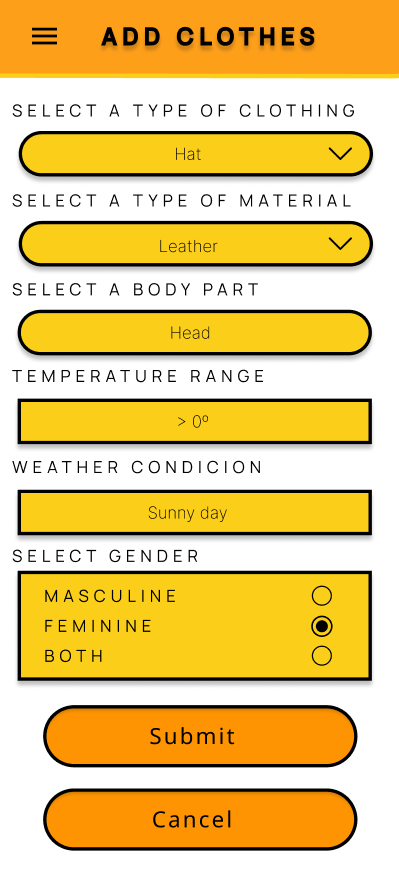 ADD CLOTHES
SELECT A TYPE OF CLOTHING
Hat
SELECT A TYPE OF MATERIAL
Leather
SELECT A BODY PART
Head
TEMPERATURE RANGE
> 0º
WEATHER CONDICION
Sunny day
SELECT GENDER
MASCULINE
FEMININE
BOTH
Submit
Cancel